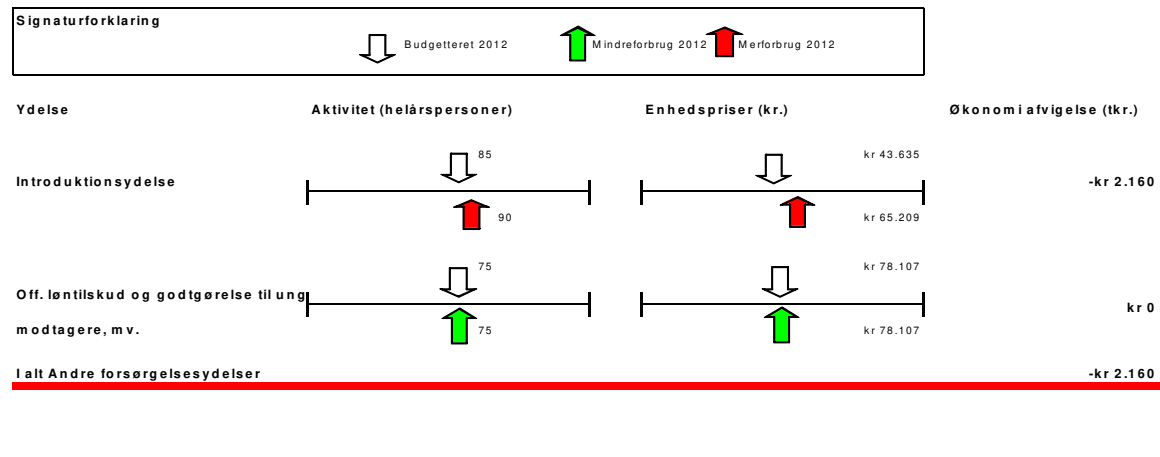 Signaturforklaring
Budgetteret 2012 Mindreforbrug 2012 Merforbrug 2012
Ydelse Aktivitet (helårspersoner) Enhedspriser (kr.) Økonomiafvigelse (tkr.)
85 kr 43.635
Introduktionsydelse -kr 2.160
90 kr 65.209
75 kr 78.107
Off. løntilskud og godtgørelse til ung
kr 0
modtagere, mv. 75 kr 78.107
I alt Andre forsørgelsesydelser -kr 2.160